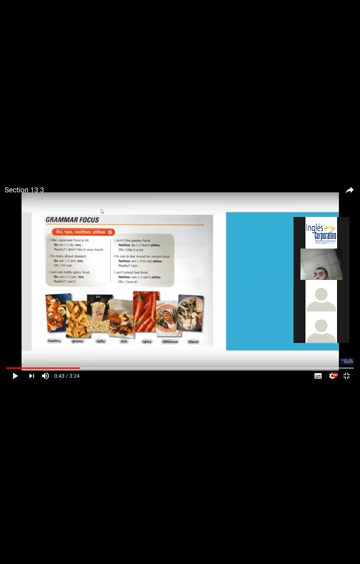 Section 13 3
GRAMMAR FOCUS
So, too, neither, either
I like Japanese food a lot.
So do I./I do, too.
Really? I don't like it very much.
I'm crazy about dessert.
So am I./I am, too.
Oh, I'm not.
I can eat really spicy food.
So can I./I can, too.
Really? I can't.
I don't like greasy food.
Neither do I./I don't either.
Oh, I like it a lot.
I'm not in the mood for Indian food.
Neither am I./I'm not either.
Really? I am.
I can't stand fast food.
Neither can I./I can't either.
Oh, I love it!
healthy greasy salty rich spicy delicious bland
Inglés
Corporativo
0:43 / 3:24